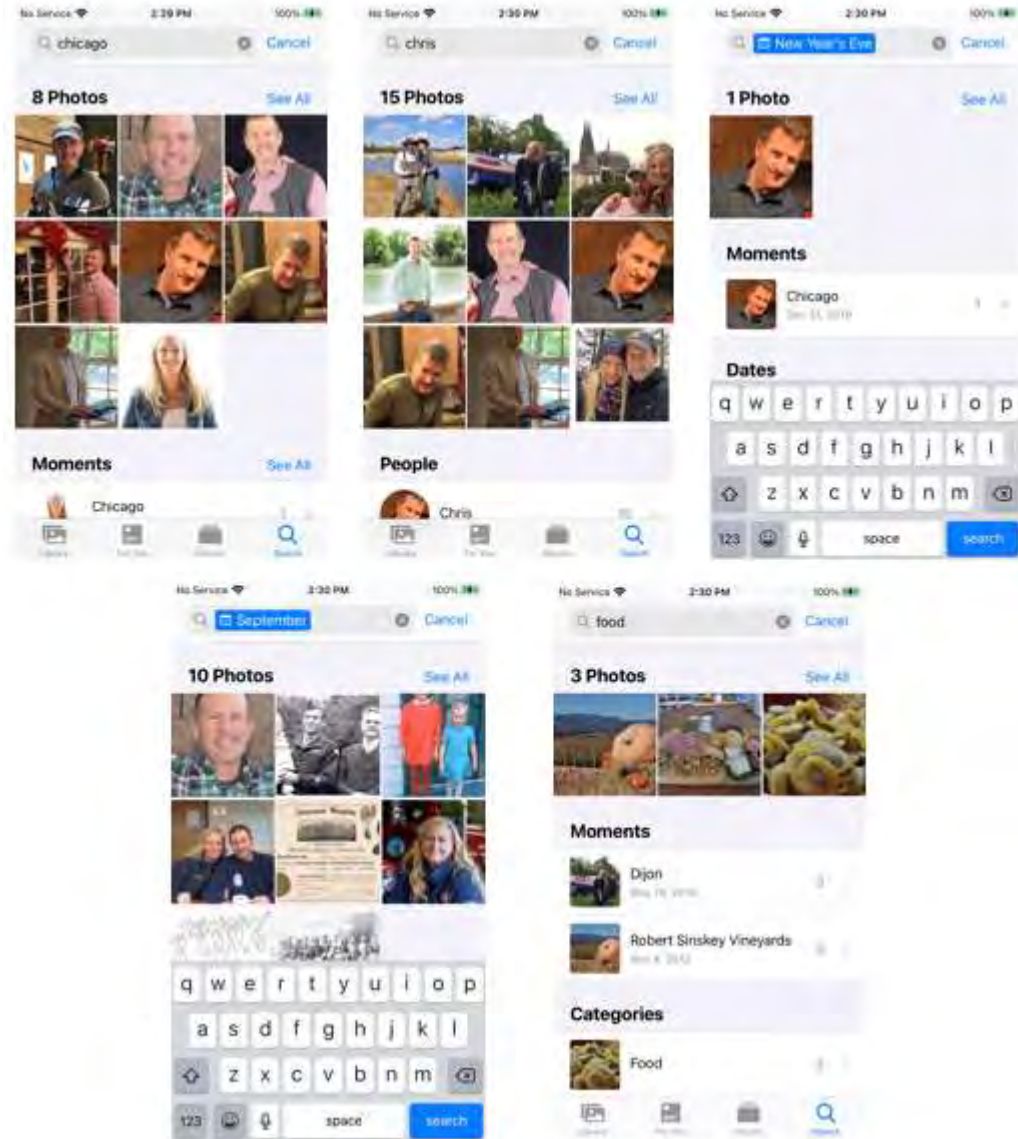 No Service 2:29 PM 100%
chicago Cancel
8 Photos See All
Moments See All
Chicago
Search
No Service 2:30 PM 100%
chris Cancel
15 Photos See All
People
Chris
Search
No Service 2:30 PM 100%
New Year's Eve Cancel
1 Photo See All
Moments
Chicago
Dates
q w e r t y u i o p
a s d f g h j k l
z x c v b n m
123 space search
No Service 2:30 PM 100%
September Cancel
10 Photos See All
q w e r t y u i o p
a s d f g h j k l
z x c v b n m
123 space search
No Service 2:30 PM 100%
food Cancel
3 Photos See All
Moments
Dijon
Robert Sinskey Vineyards
Categories
Food
Search